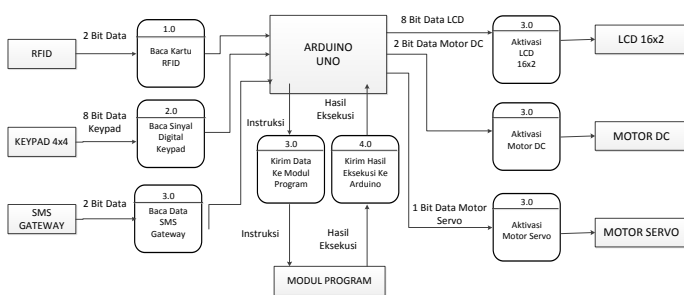 RFID
2 Bit Data
1.0
Baca Kartu
RFID
KEYPAD 4x4
8 Bit Data
Keypad
2.0
Baca Sinyal
Digital
Keypad
SMS
GATEWAY
2 Bit Data
3.0
Baca Data
SMS
Gateway
ARDUINO
UNO
Instruksi
Hasil
Eksekusi
3.0
Kirim Data
Ke Modul
Program
4.0
Kirim Hasil
Eksekusi Ke
Arduino
Instruksi
Hasil
Eksekusi
MODUL PROGRAM
8 Bit Data LCD
2 Bit Data Motor DC
1 Bit Data Motor
Servo
3.0
Aktivasi
LCD
16x2
LCD 16x2
3.0
Aktivasi
Motor DC
MOTOR DC
3.0
Aktivasi
Motor Servo
MOTOR SERVO